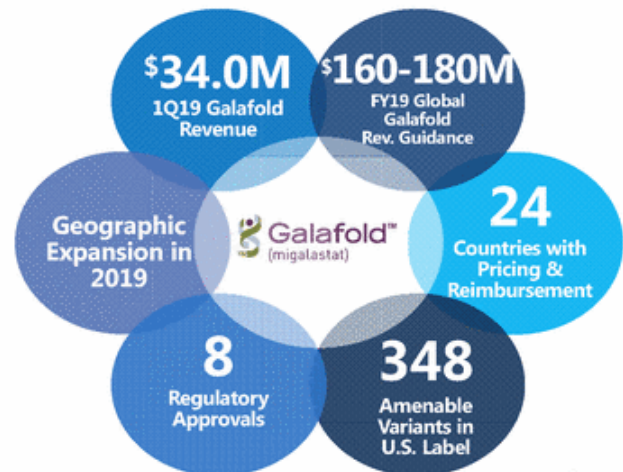 $34.0M
1Q19 Galafold
Revenue
$160-180M
FY19 Global
Galafold
Rev. Guidance
Geographic
Expansion in
2019
Galafold™
(migalastat)
24
Countries with
Pricing &
Reimbursement
8
Regulatory
Approvals
348
Amenable
Variants in
U.S. Label